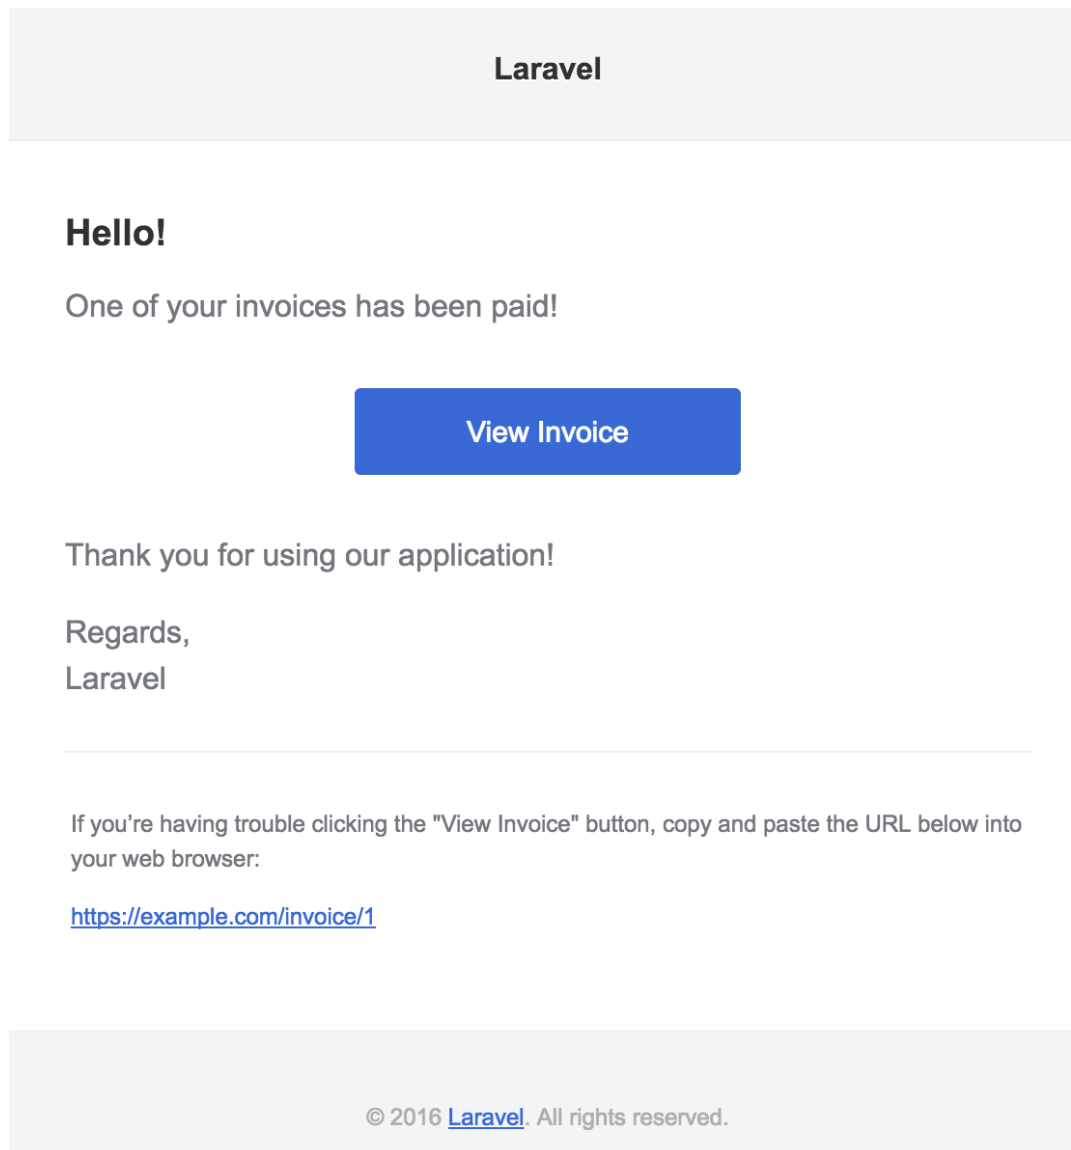 Laravel
Hello!
One of your invoices has been paid!
View Invoice
Thank you for using our application!
Regards,
Laravel
If you’re having trouble clicking the "View Invoice" button, copy and paste the URL below into
your web browser:
https://example.com/invoice/1
© 2016 Laravel. All rights reserved.